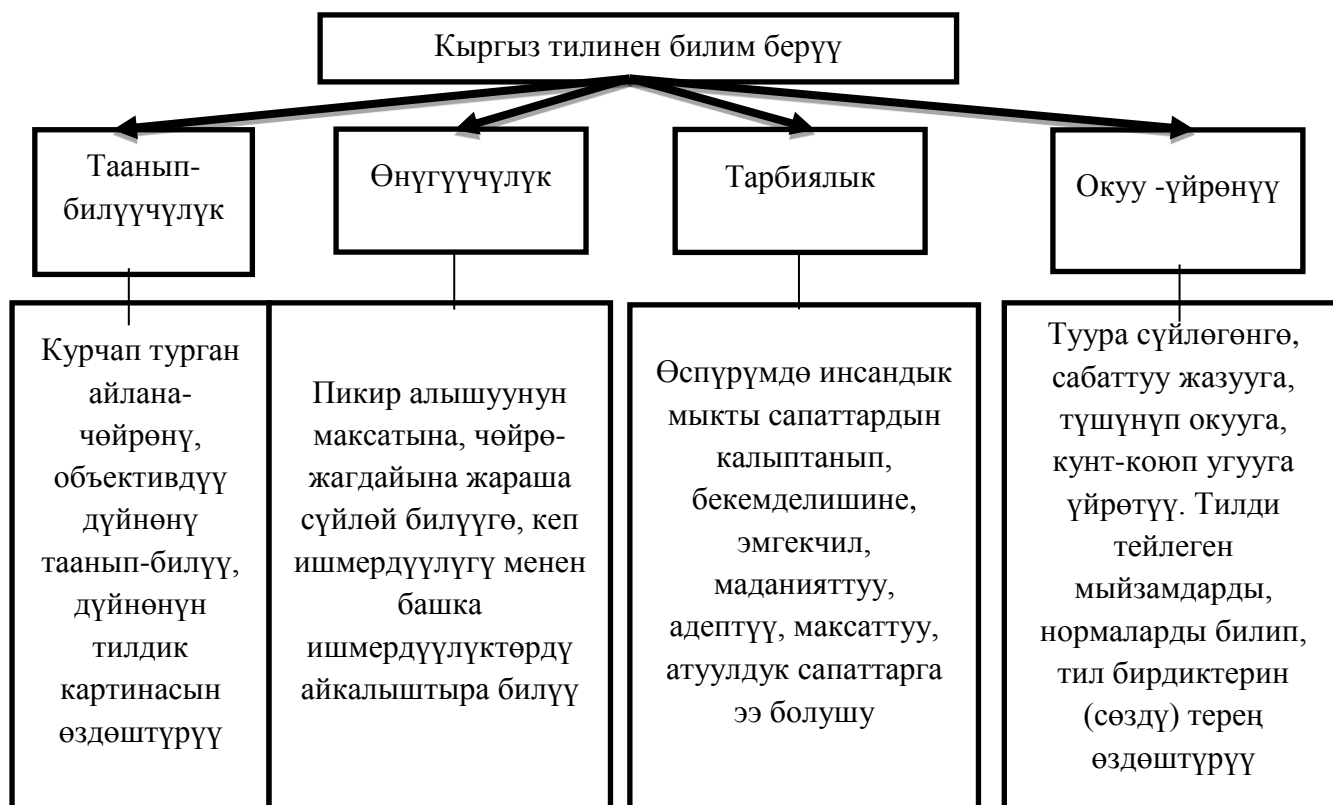 Кыргыз тилинен билим берүү
Таанып-
билүүчүлүк
Өнүгүүчүлүк
Тарбиялык
Окуу -үйрөнүү
Курчап турган
айлана-
чөйрөнү,
объективдүү
дүйнөнү
таанып-билүү,
дүйнөнүн
тилдик
картинасын
өздөштүрүү
Пикир алышуунун
максатына, чөйрө-
жагдайына жараша
сүйлөй билүүгө, кеп
ишмердүүлүгү менен
башка
ишмердүүлүктөрдү
айкалыштыра билүү
Өспүрүмдө инсандык
мыкты сапаттардын
калыптанып,
бекемделишине,
эмгекчил,
маданияттуу,
адептүү, максаттуу,
атуулдук сапаттарга
ээ болушу
Туура сүйлөгөнгө,
сабаттуу жазууга,
түшүнүп окууга,
кунт-коюп угууга
үйрөтүү. Тилди
тейлеген
мыйзамдарды,
нормаларды билип,
тил бирдиктерин
(сөздү) терең
өздөштүрүү